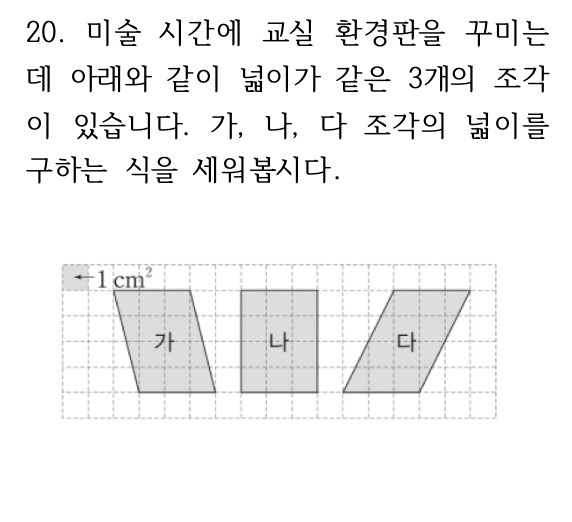 20. 미술 시간에 교실 환경판을 꾸미는
데 아래와 같이 넓이가 같은 3개의 조각
이 있습니다. 가, 나, 다 조각의 넓이를
구하는 식을 세워봅시다.
1 cm²
가 나 다